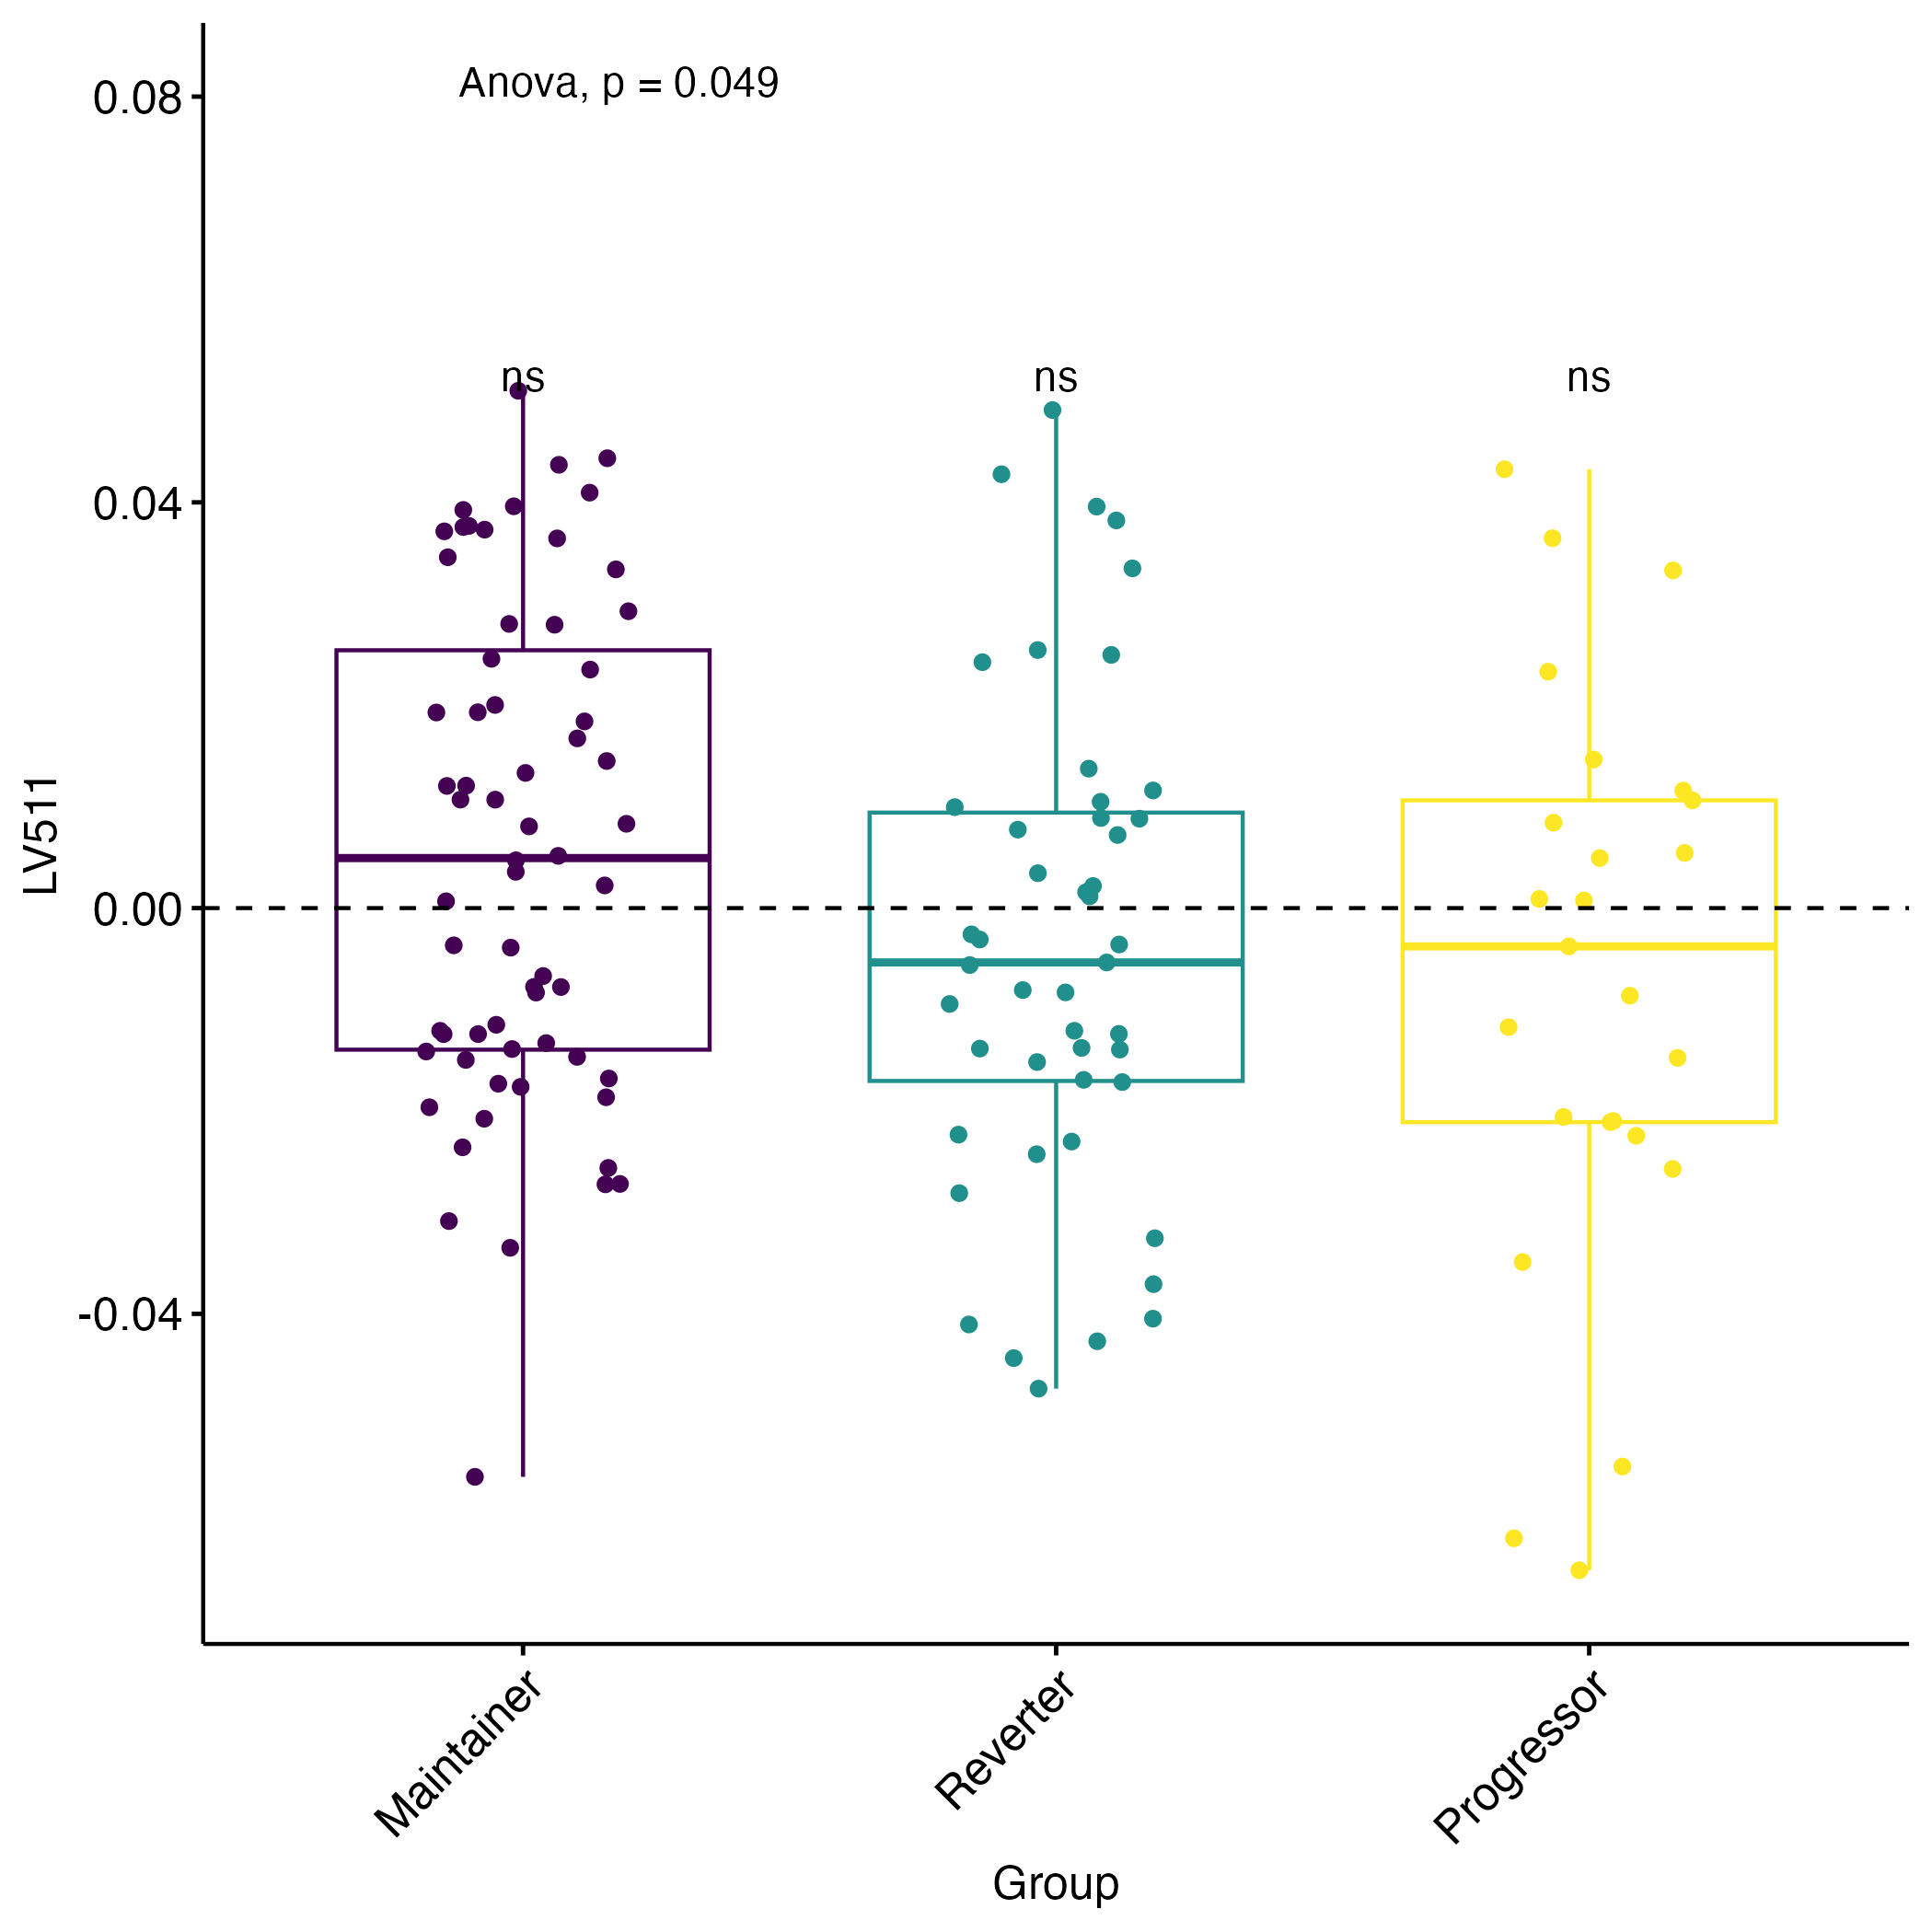 Anova, p = 0.049
0.08
ns ns ns
0.04
LV511
0.00
-0.04
Maintainer
Reverter
Progressor
Group